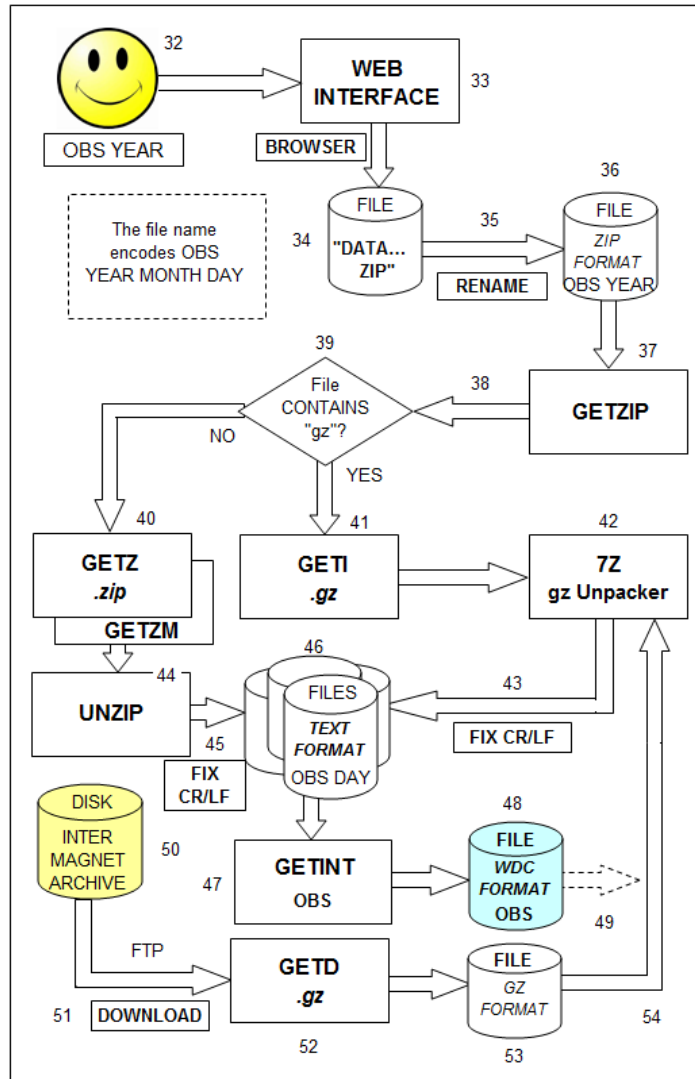 32
WEB
INTERFACE
33
OBS YEAR
BROWSER
The file name
encodes OBS
YEAR MONTH DAY
34
FILE
"DATA...
ZIP"
35
RENAME
36
FILE
ZIP
FORMAT
OBS YEAR
37
39
38
File
CONTAINS
"gz"?
GETZIP
NO
YES
40
41
42
GETZ
.zip
GETZM
GETI
.gz
7Z
gz Unpacker
44
UNZIP
46
43
FILES
TEXT
FORMAT
OBS DAY
45
FIX
CR/LF
FIX CR/LF
DISK
INTER
MAGNET
ARCHIVE
50
47
GETINT
OBS
48
FILE
WDC
FORMAT
OBS
49
FTP
51
DOWNLOAD
GETD
.gz
52
FILE
GZ
FORMAT
53
54